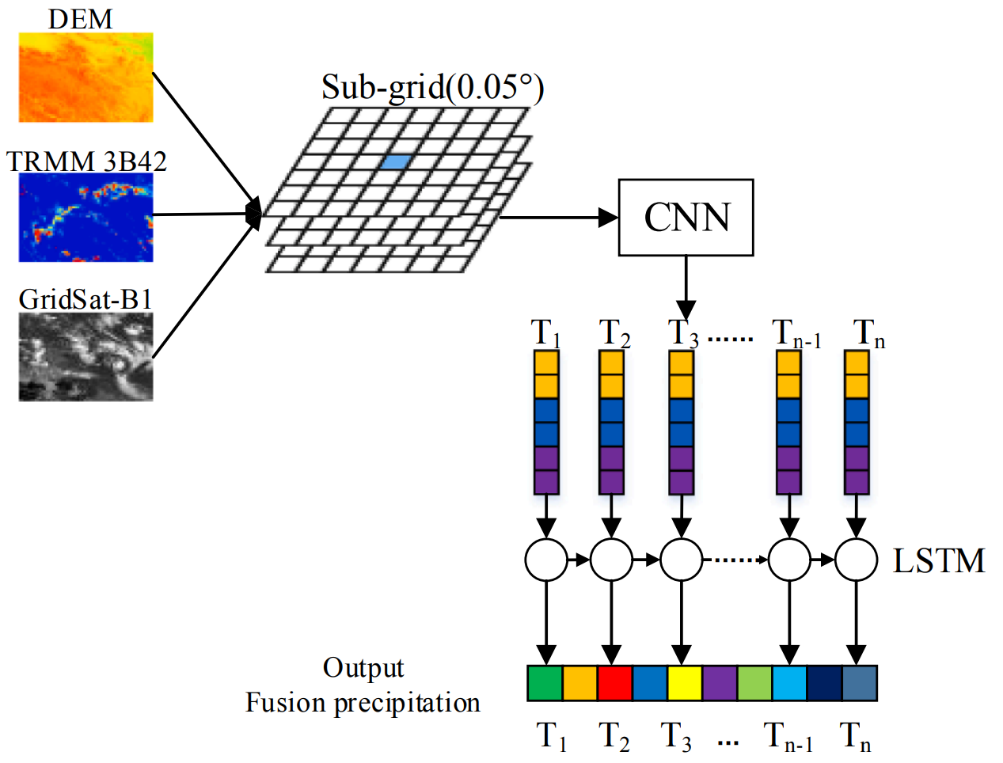 DEM
Sub-grid(0.05°)
TRMM 3B42
CNN
GridSat-B1
T1 T2 T3 ...... Tn-1 Tn
LSTM
Output
Fusion precipitation
T1 T2 T3 ... Tn-1 Tn